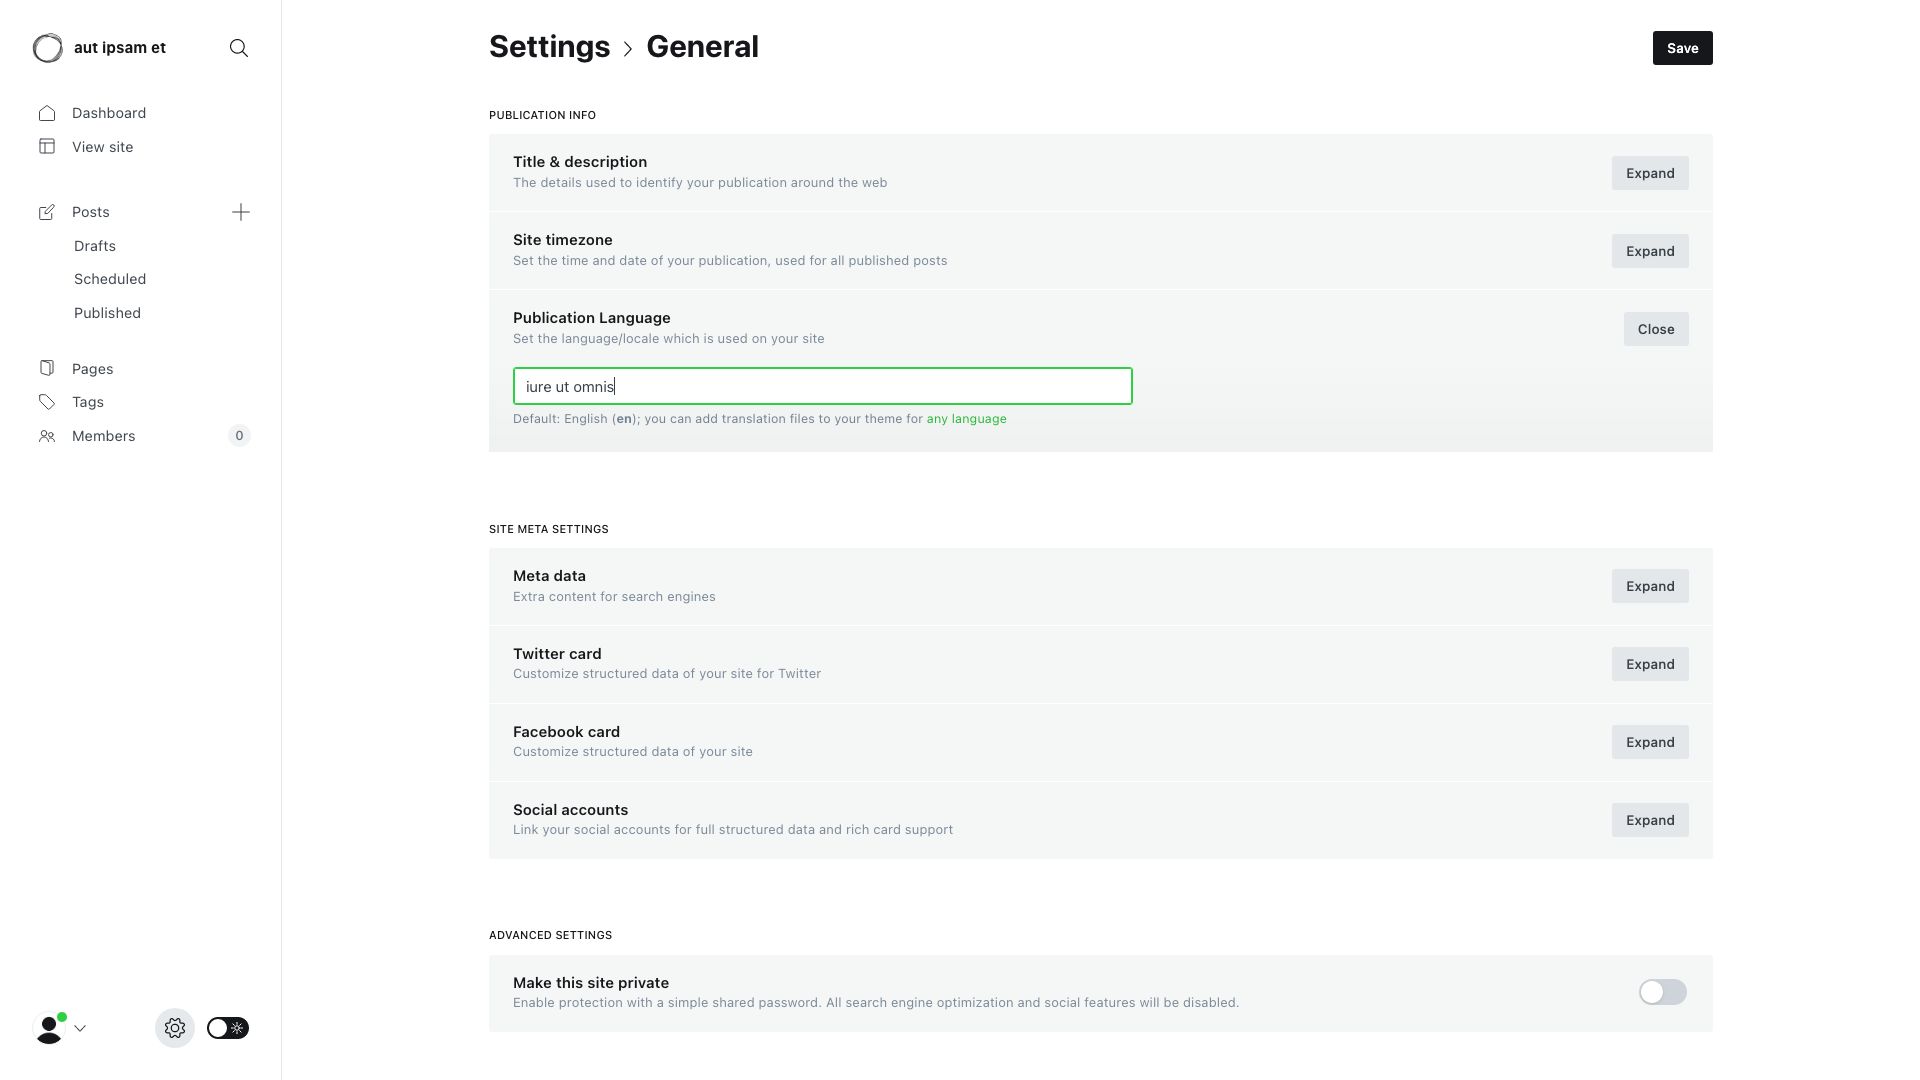 aut ipsam et
Dashboard
View site
Posts
Drafts
Scheduled
Published
Pages
Tags
Members
0
Settings
General
Save
PUBLICATION INFO
Title & description
The details used to identify your publication around the web
Expand
Site timezone
Set the time and date of your publication, used for all published posts
Expand
Publication Language
Set the language/locale which is used on your site
Close
iure ut omnis
Default: English (en); you can add translation files to your theme for any language
SITE META SETTINGS
Meta data
Extra content for search engines
Expand
Twitter card
Customize structured data of your site for Twitter
Expand
Facebook card
Customize structured data of your site
Expand
Social accounts
Link your social accounts for full structured data and rich card support
Expand
ADVANCED SETTINGS
Make this site private
Enable protection with a simple shared password. All search engine optimization and social features will be disabled.